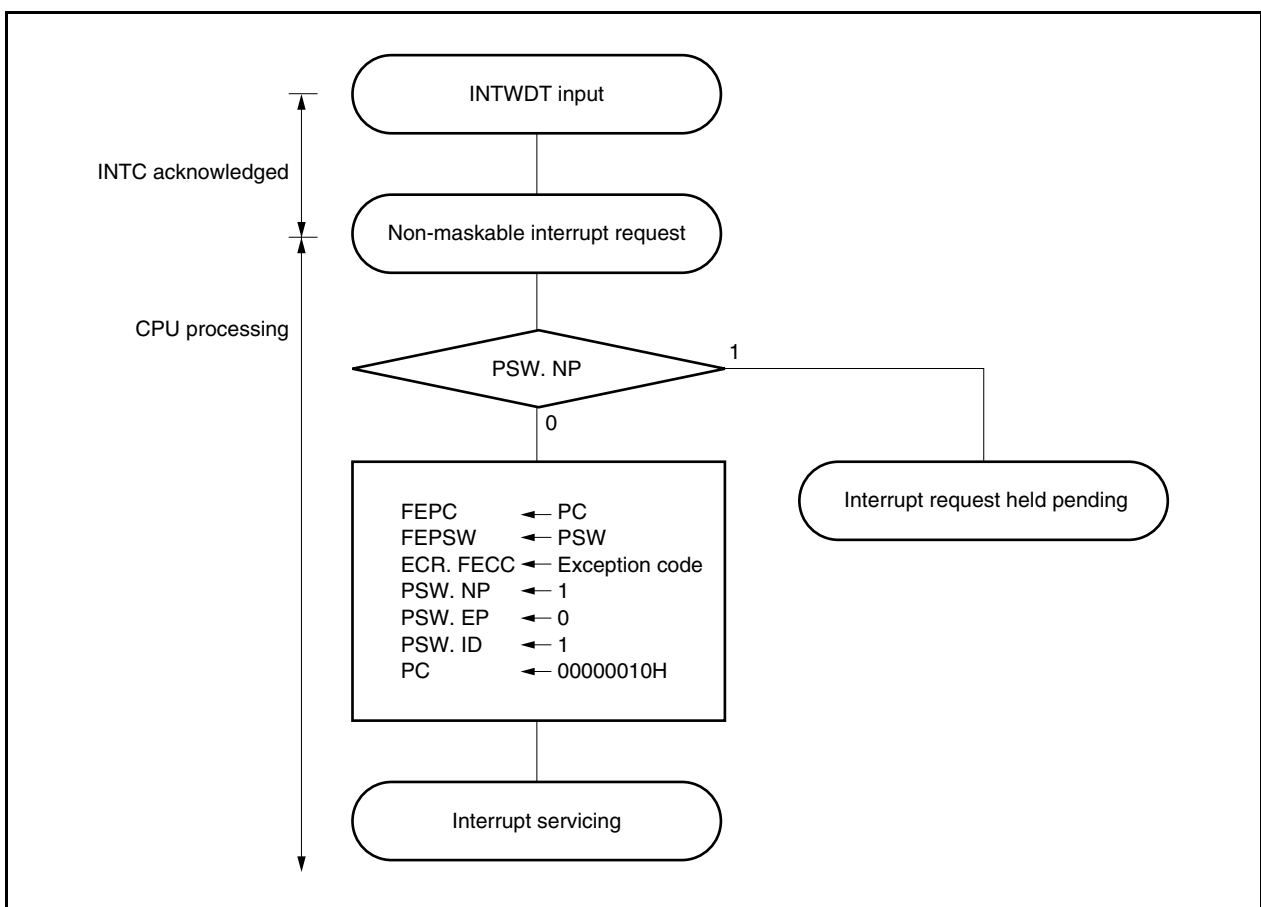 INTWDT input
INTC acknowledged
Non-maskable interrupt request
CPU processing
PSW. NP
1
0
FEPC ← PC
FEPSW ← PSW
ECR. FECC ← Exception code
PSW. NP ← 1
PSW. EP ← 0
PSW. ID ← 1
PC ← 00000010H
Interrupt request held pending
Interrupt servicing